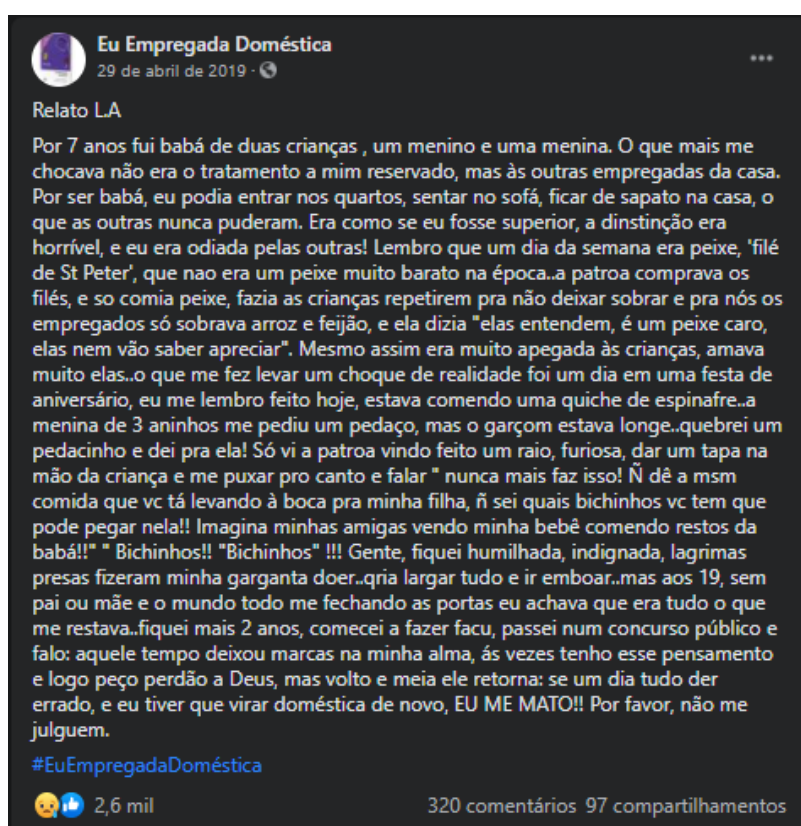 Eu Empregada Doméstica
29 de abril de 2019 ·
Relato L.A
Por 7 anos fui babá de duas crianças , um menino e uma menina. O que mais me
chocava não era o tratamento a mim reservado, mas às outras empregadas da casa.
Por ser babá, eu podia entrar nos quartos, sentar no sofá, ficar de sapato na casa, o
que as outras nunca puderam. Era como se eu fosse superior, a dinstinção era
horrível, e eu era odiada pelas outras! Lembro que um dia da semana era peixe, 'filé
de St Peter', que nao era um peixe muito barato na época..a patroa comprava os
filés, e so comia peixe, fazia as crianças repetirem pra não deixar sobrar e pra nós os
empregados só sobrava arroz e feijão, e ela dizia "elas entendem, é um peixe caro,
elas nem vão saber apreciar". Mesmo assim era muito apegada às crianças, amava
muito elas..o que me fez levar um choque de realidade foi um dia em uma festa de
aniversário, eu me lembro feito hoje, estava comendo uma quiche de espinafre..a
menina de 3 aninhos me pediu um pedaço, mas o garçom estava longe..quebrei um
pedacinho e dei pra ela! Só vi a patroa vindo feito um raio, furiosa, dar um tapa na
mão da criança e me puxar pro canto e falar " nunca mais faz isso! Ñ dê a msm
comida que vc tá levando à boca pra minha filha, ñ sei quais bichinhos vc tem que
pode pegar nela!! Imagina minhas amigas vendo minha bebê comendo restos da
babá!!" " Bichinhos!! "Bichinhos" !!! Gente, fiquei humilhada, indignada, lagrimas
presas fizeram minha garganta doer..qria largar tudo e ir emboar..mas aos 19, sem
pai ou mãe e o mundo todo me fechando as portas eu achava que era tudo o que
me restava..fiquei mais 2 anos, comecei a fazer facu, passei num concurso público e
falo: aquele tempo deixou marcas na minha alma, ás vezes tenho esse pensamento
e logo peço perdão a Deus, mas volto e meia ele retorna: se um dia tudo der
errado, e eu tiver que virar doméstica de novo, EU ME MATO!! Por favor, não me
julguem.
#EuEmpregadaDoméstica
2,6 mil 320 comentários 97 compartilhamentos